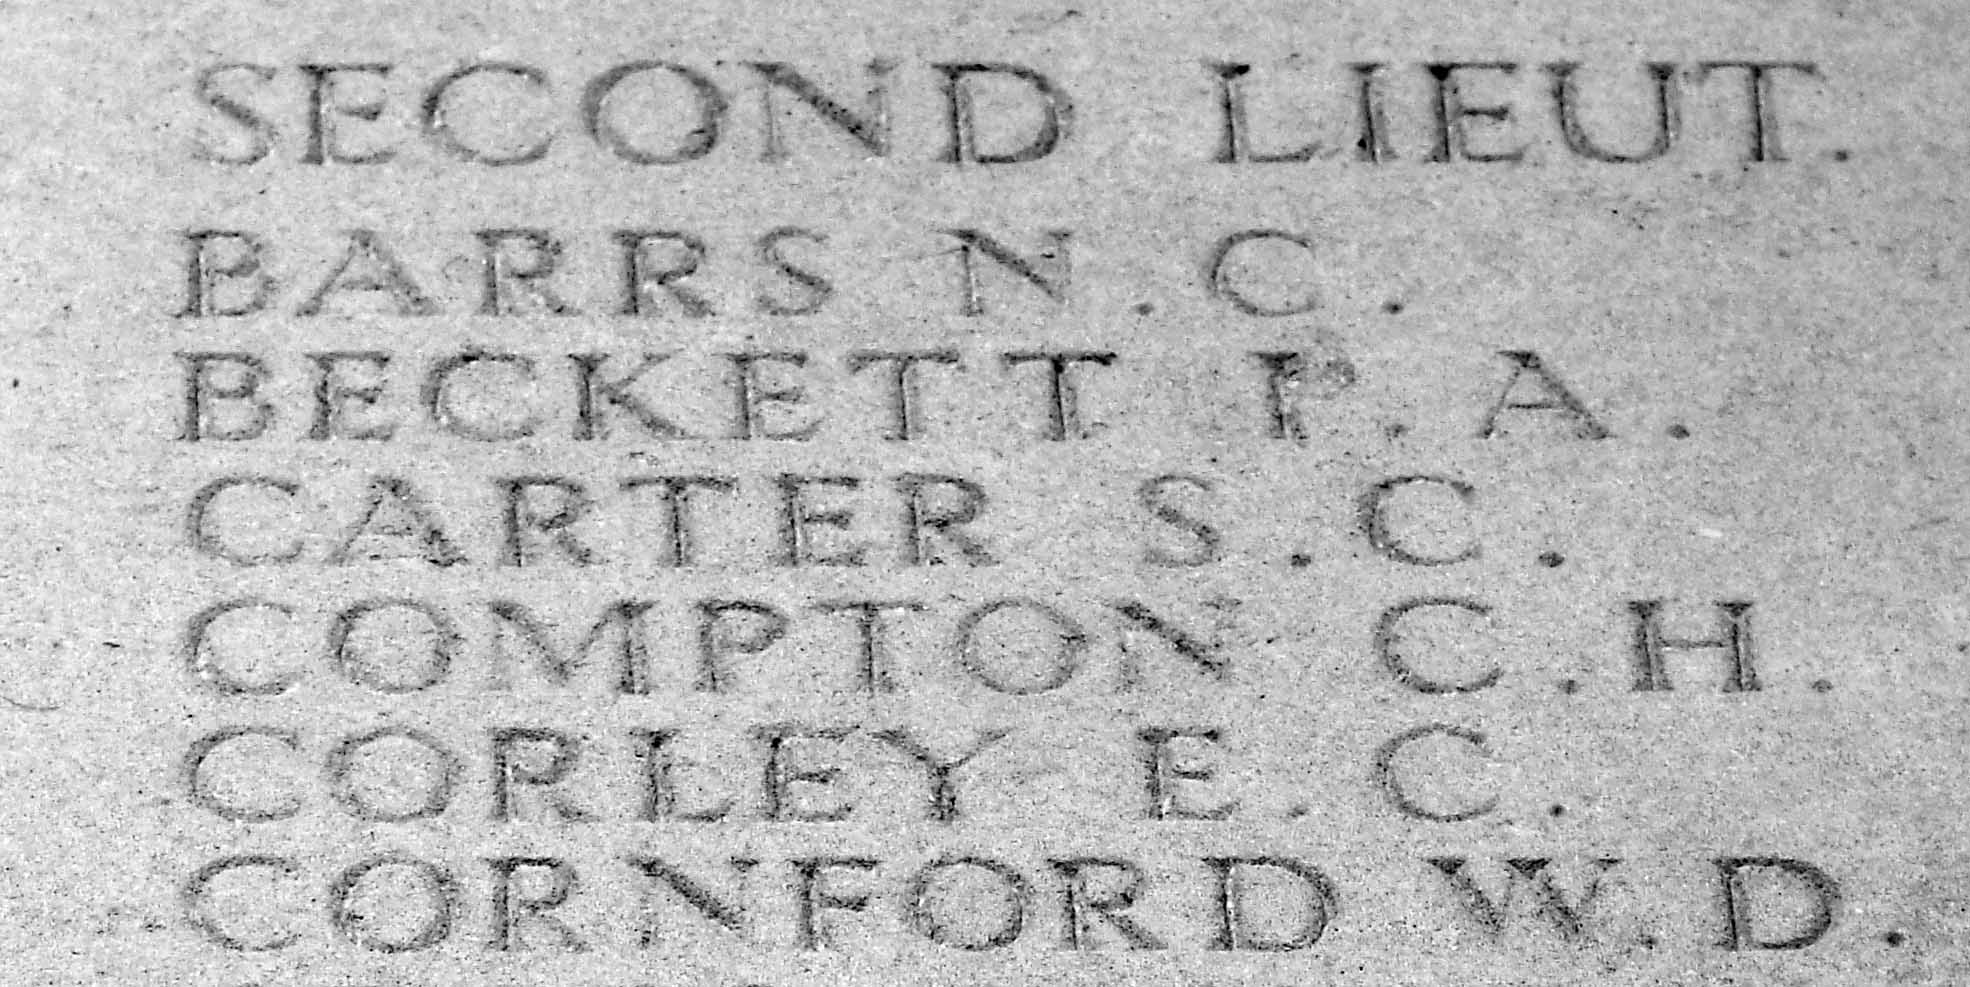 SECOND LIEUT.
BARRS N.C.
BECKETT P.A.
CARTER S.C.
COMPTON C.H.
CORLEY E.C.
CORNFORD W.D.